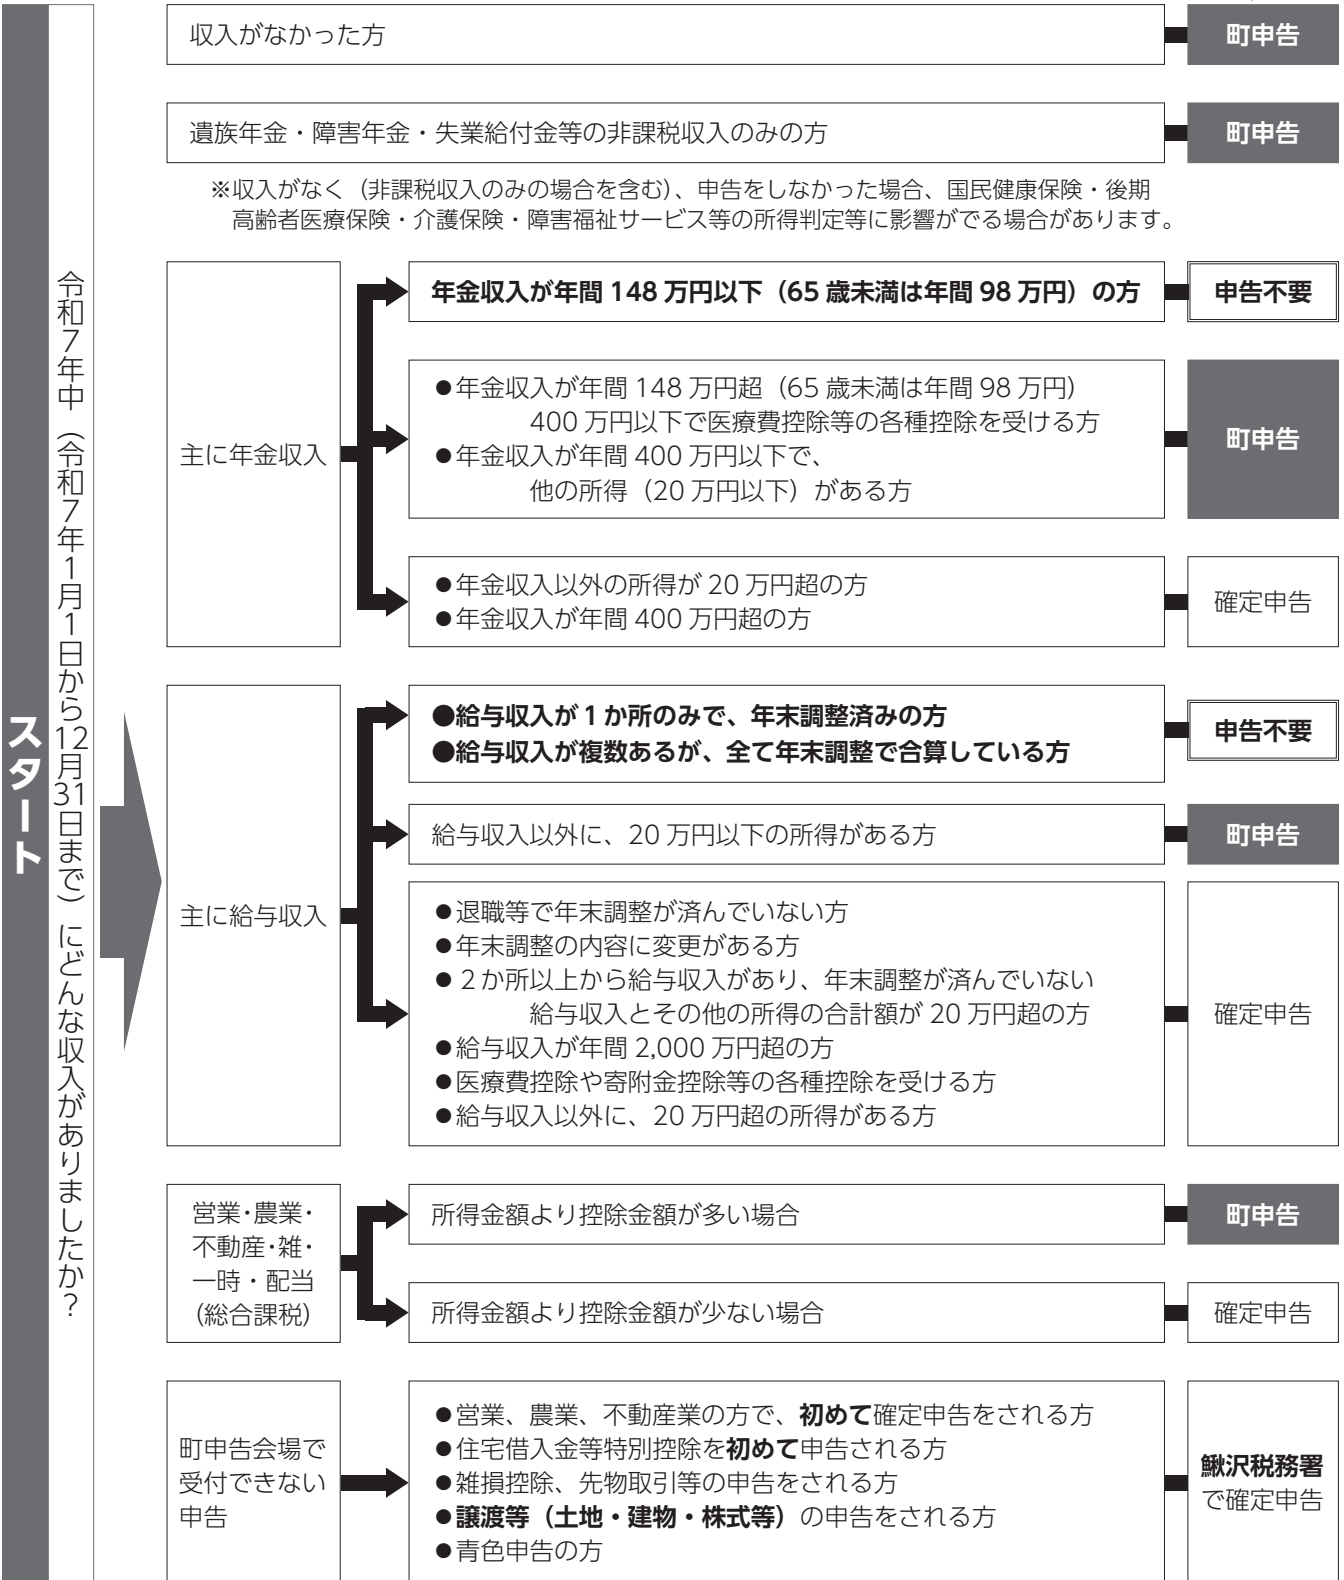 スタート
令和7年中（令和7年1月1日から12月31日まで）にどんな収入がありましたか？
収入がなかった方
町申告
遺族年金・障害年金・失業給付金等の非課税収入のみの方
町申告
※収入がなく（非課税収入のみの場合を含む）、申告をしなかった場合、国民健康保険・後期
高齢者医療保険・介護保険・障害福祉サービス等の所得判定等に影響がでる場合があります。
主に年金収入
年金収入が年間 148 万円以下（65 歳未満は年間 98 万円）の方
申告不要
●年金収入が年間 148 万円超（65 歳未満は年間 98 万円）
400 万円以下で医療費控除等の各種控除を受ける方
●年金収入が年間 400 万円以下で、
他の所得（20 万円以下）がある方
町申告
●年金収入以外の所得が 20 万円超の方
●年金収入が年間 400 万円超の方
確定申告
主に給与収入
●給与収入が 1 か所のみで、年末調整済みの方
●給与収入が複数あるが、全て年末調整で合算している方
申告不要
給与収入以外に、20 万円以下の所得がある方
町申告
●退職等で年末調整が済んでいない方
●年末調整の内容に変更がある方
●２か所以上から給与収入があり、年末調整が済んでいない
給与収入とその他の所得の合計額が 20 万円超の方
●給与収入が年間 2,000 万円超の方
●医療費控除や寄附金控除等の各種控除を受ける方
●給与収入以外に、20 万円超の所得がある方
確定申告
営業・農業・
不動産・雑・
一時・配当
(総合課税)
所得金額より控除金額が多い場合
町申告
所得金額より控除金額が少ない場合
確定申告
町申告会場で
受付できない
申告
●営業、農業、不動産業の方で、初めて確定申告をされる方
●住宅借入金等特別控除を初めて申告される方
●雑損控除、先物取引等の申告をされる方
●譲渡等（土地・建物・株式等）の申告をされる方
●青色申告の方
鰍沢税務署
で確定申告